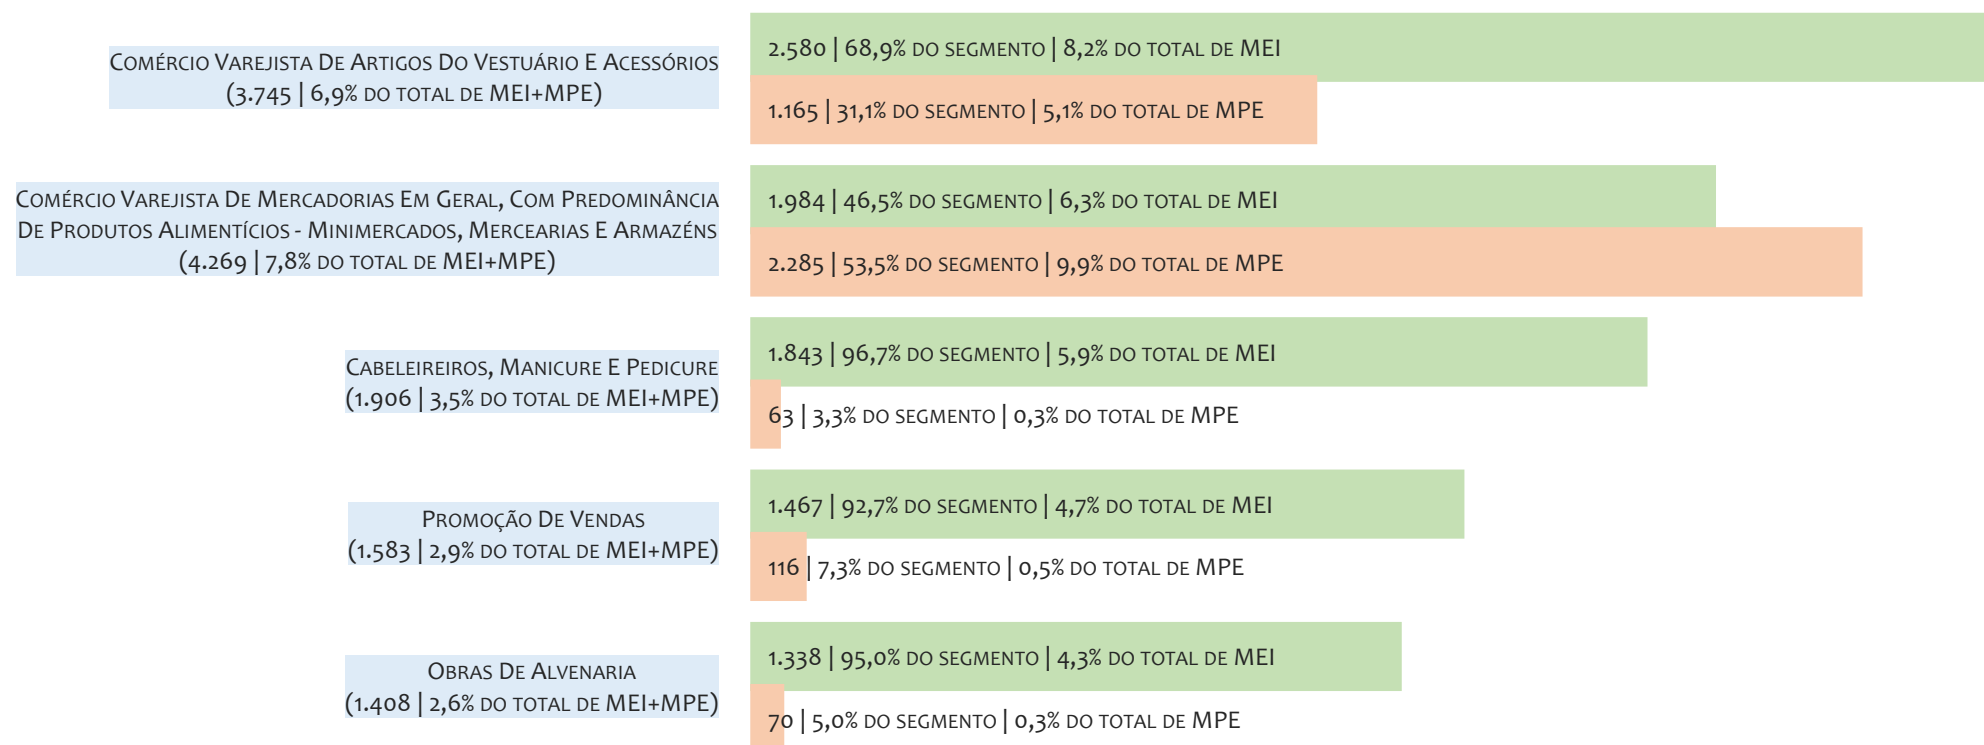 Comércio Varejista De Artigos Do Vestuário E Acessórios
(3.745 | 6,9% do total de MEI+MPE)
2.580 | 68,9% do segmento | 8,2% do total de MEI
1.165 | 31,1% do segmento | 5,1% do total de MPE
Comércio Varejista De Mercadorias Em Geral, Com Predominância
De Produtos Alimentícios - Minimercados, Mercearias E Armazéns
(4.269 | 7,8% do total de MEI+MPE)
1.984 | 46,5% do segmento | 6,3% do total de MEI
2.285 | 53,5% do segmento | 9,9% do total de MPE
Cabeleireiros, Manicure E Pedicure
(1.906 | 3,5% do total de MEI+MPE)
1.843 | 96,7% do segmento | 5,9% do total de MEI
63 | 3,3% do segmento | 0,3% do total de MPE
Promoção De Vendas
(1.583 | 2,9% do total de MEI+MPE)
1.467 | 92,7% do segmento | 4,7% do total de MEI
116 | 7,3% do segmento | 0,5% do total de MPE
Obras De Alvenaria
(1.408 | 2,6% do total de MEI+MPE)
1.338 | 95,0% do segmento | 4,3% do total de MEI
70 | 5,0% do segmento | 0,3% do total de MPE